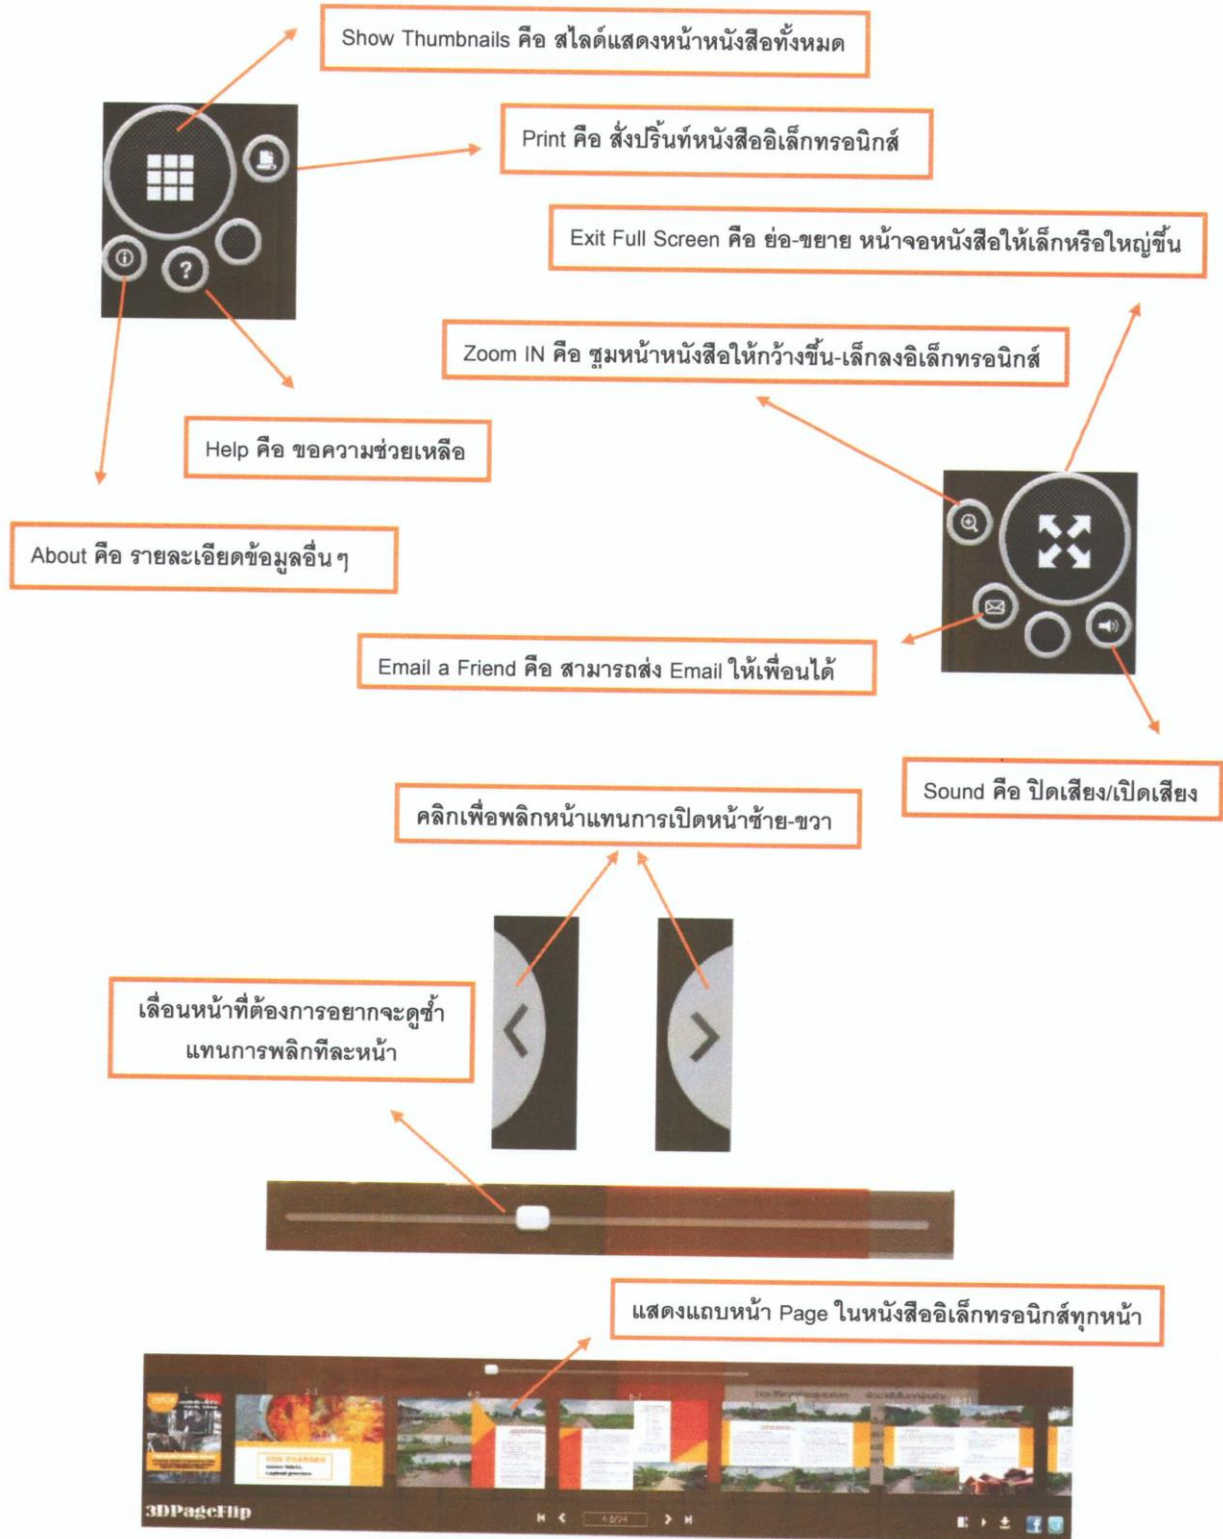 Show Thumbnails คือ สไลด์แสดงหน้าหนังสือทั้งหมด
Print คือ สั่งปริ้นท์หนังสืออิเล็กทรอนิกส์
Exit Full Screen คือ ย่อ-ขยาย หน้าจอหนังสือให้เล็กหรือใหญ่ขึ้น
Zoom IN คือ ซูมหน้าหนังสือให้กว้างขึ้น-เล็กลงอิเล็กทรอนิกส์
Help คือ ขอความช่วยเหลือ
About คือ รายละเอียดข้อมูลอื่น ๆ
Email a Friend คือ สามารถส่ง Email ให้เพื่อนได้
Sound คือ ปิดเสียง/เปิดเสียง
คลิกเพื่อพลิกหน้าแทนการเปิดหน้าซ้าย-ขวา
เลื่อนหน้าที่ต้องการอยากจะดูซ้ำ
แทนการพลิกทีละหน้า
แสดงแถบหน้า Page ในหนังสืออิเล็กทรอนิกส์ทุกหน้า
1
2-3
4-5
6-7
10-11
3DPageFlip
4-5/74